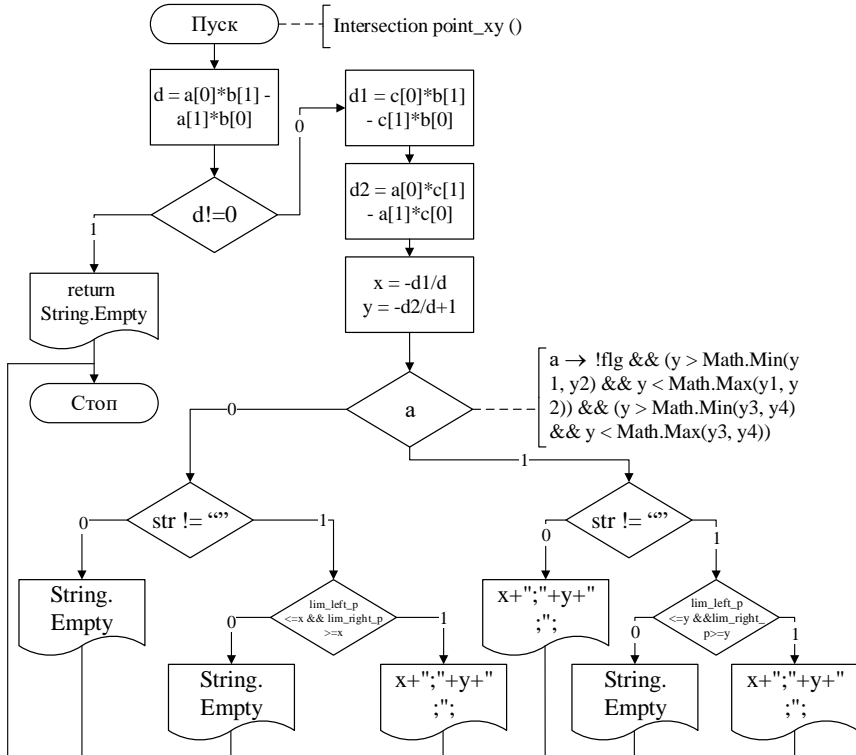 Пуск
Intersection point_xy ()
d = a[0]*b[1] -
a[1]*b[0]
d1 = c[0]*b[1]
- c[1]*b[0]
0
d!=0
d2 = a[0]*c[1]
- a[1]*c[0]
1
return
String.Empty
x = -d1/d
y = -d2/d+1
Стоп
a
a → !flg && (y > Math.Min(y
1, y2) && y < Math.Max(y1, y
2)) && (y > Math.Min(y3, y4)
&& y < Math.Max(y3, y4))
0
1
str != “”
0
1
str != “”
0
1
String.
Empty
lim_left_p
<=x && lim_right_p
>=x
0
1
x+";"+y+"
;";
lim_left_p
<=y &&lim_right_
p>=y
0
1
String.
Empty
x+";"+y+"
;";
String.
Empty
x+";"+y+"
;";